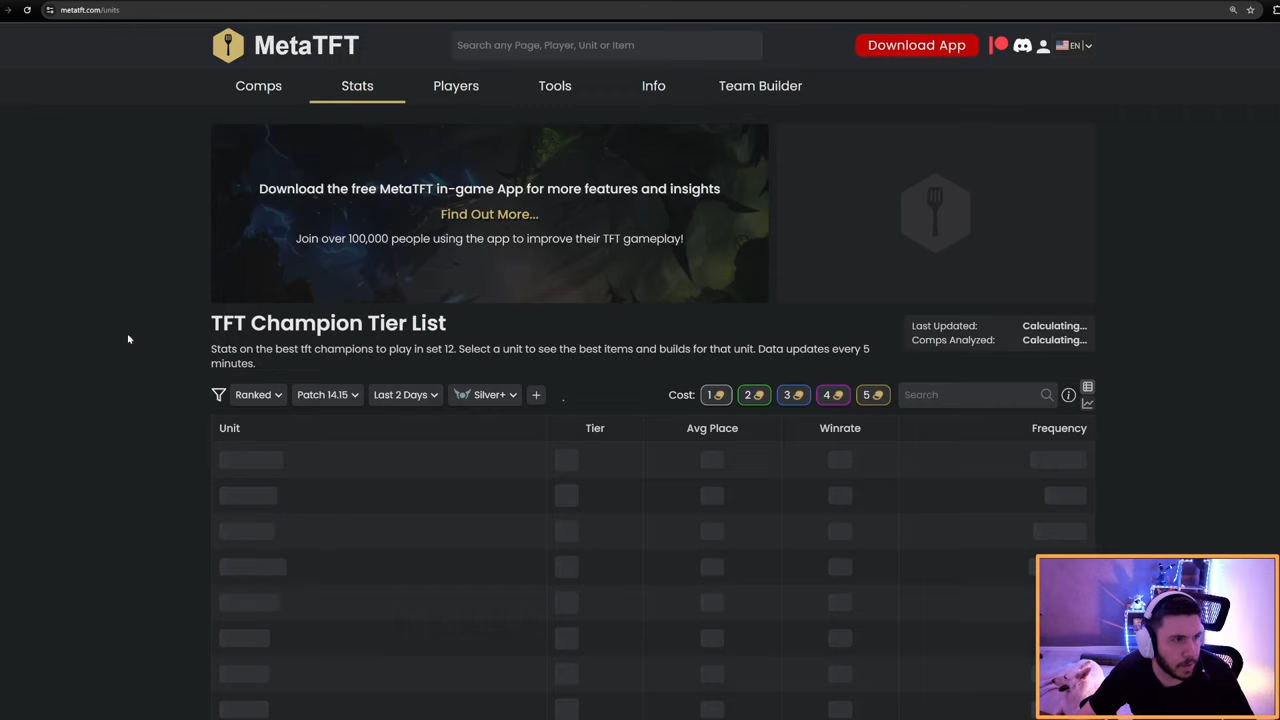 metatft.com/units
MetaTFT
Search any Page, Player, Unit or Item
Download App
EN
Comps
Stats
Players
Tools
Info
Team Builder
Download the free MetaTFT in-game App for more features and insights
Find Out More...
Join over 100,000 people using the app to improve their TFT gameplay!
TFT Champion Tier List
Stats on the best tft champions to play in set 12. Select a unit to see the best items and builds for that unit. Data updates every 5
minutes.
Last Updated: Calculating...
Comps Analyzed: Calculating...
Ranked
Patch 14.15
Last 2 Days
Silver+
Cost: 1 2 3 4 5
Search
Unit
Tier
Avg Place
Winrate
Frequency